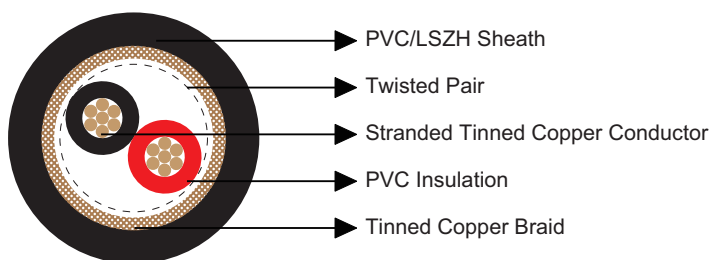 PVC/LSZH Sheath
Twisted Pair
Stranded Tinned Copper Conductor
PVC Insulation
Tinned Copper Braid